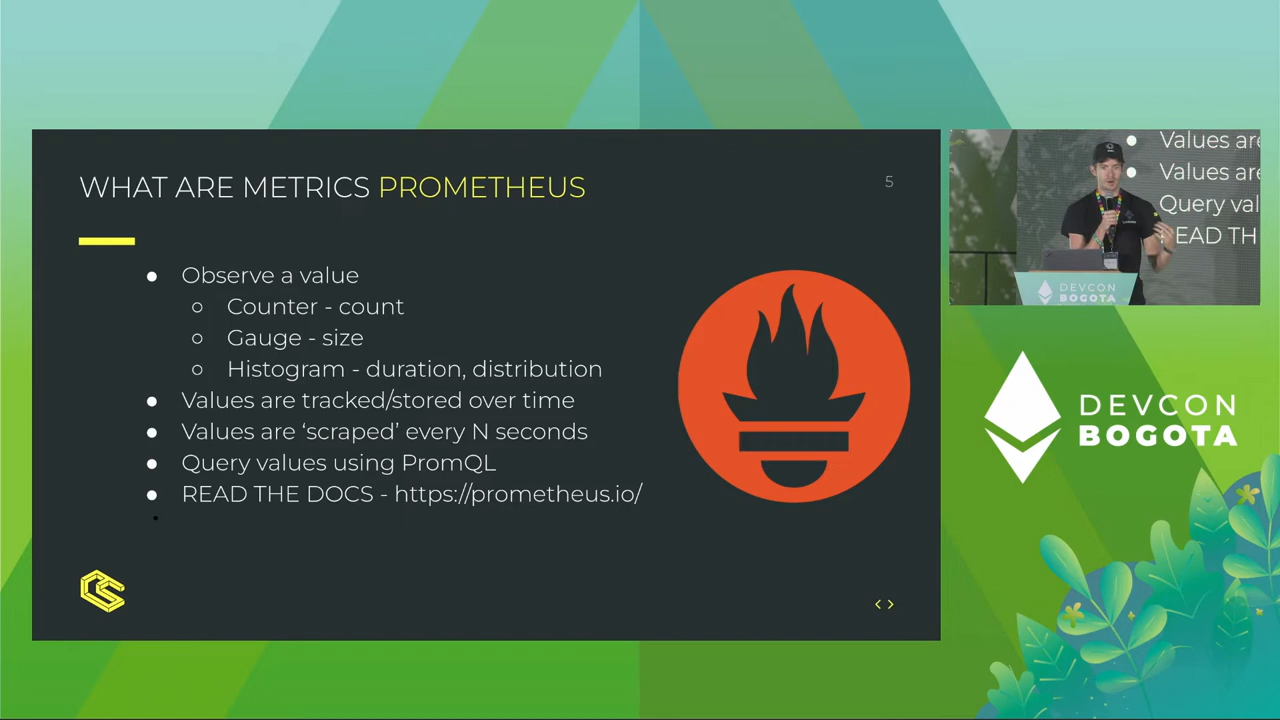 WHAT ARE METRICS PROMETHEUS
5
● Observe a value
○ Counter - count
○ Gauge - size
○ Histogram - duration, distribution
● Values are tracked/stored over time
● Values are ‘scraped’ every N seconds
● Query values using PromQL
● READ THE DOCS - https://prometheus.io/
< >
● Values are
● Values are
Query val
EAD TH
DEVCON
BOGOTA
DEVCON
BOGOTA